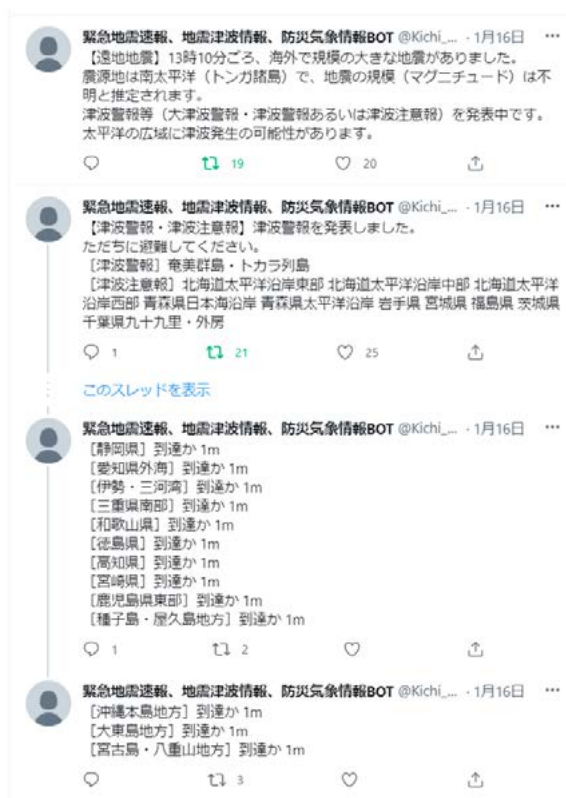 緊急地震速報、地震津波情報、防災気象情報BOT @Kichi_... ・1月16日 ···
【遠地地震】13時10分ごろ、海外で規模の大きな地震がありました。
震源地は南太平洋（トンガ諸島）で、地震の規模（マグニチュード）は不
明と推定されます。
津波警報等（大津波警報・津波警報あるいは津波注意報）を発表中です。
太平洋の広域に津波発生の可能性があります。
19 20
緊急地震速報、地震津波情報、防災気象情報BOT @Kichi_... ・1月16日 ···
【津波警報・津波注意報】津波警報を発表しました。
ただちに避難してください。
［津波警報］奄美群島・トカラ列島
［津波注意報］北海道太平洋沿岸東部 北海道太平洋沿岸中部 北海道太平洋
沿岸西部 青森県日本海沿岸 青森県太平洋沿岸 岩手県 宮城県 福島県 茨城県
千葉県九十九里・外房
1 21 25
このスレッドを表示
緊急地震速報、地震津波情報、防災気象情報BOT @Kichi_... ・1月16日 ···
［静岡県］到達か 1m
［愛知県外海］到達か 1m
［伊勢・三河湾］到達か 1m
［三重県南部］到達か 1m
［和歌山県］到達か 1m
［徳島県］到達か 1m
［高知県］到達か 1m
［宮崎県］到達か 1m
［鹿児島県東部］到達か 1m
［種子島・屋久島地方］到達か 1m
1 2
緊急地震速報、地震津波情報、防災気象情報BOT @Kichi_... ・1月16日 ···
［沖縄本島地方］到達か 1m
［大東島地方］到達か 1m
［宮古島・八重山地方］到達か 1m
3